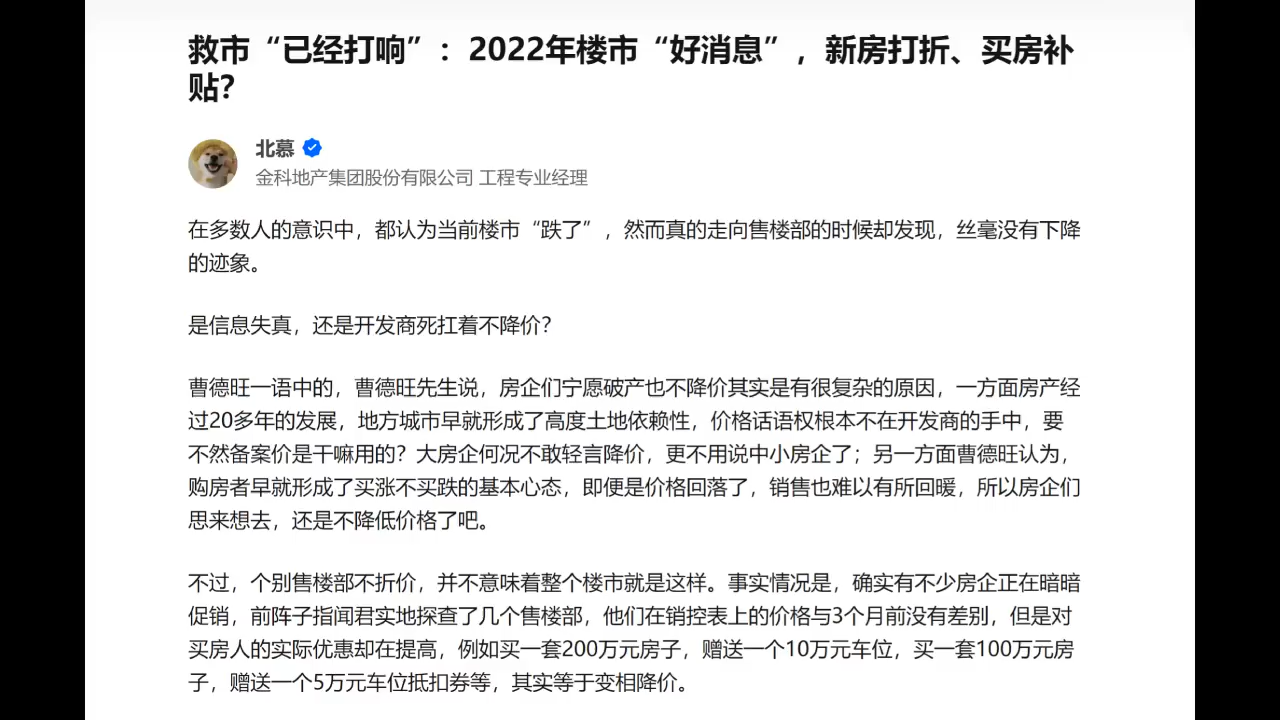 救市“已经打响”：2022年楼市“好消息”，新房打折、买房补
贴？
北慕
金科地产集团股份有限公司 工程专业经理
在多数人的意识中，都认为当前楼市“跌了”，然而真的走向售楼部的时候却发现，丝毫没有下降
的迹象。
是信息失真，还是开发商死扛着不降价？
曹德旺一语中的，曹德旺先生说，房企们宁愿破产也不降价其实是有很复杂的原因，一方面房产经
过20多年的发展，地方城市早就形成了高度土地依赖性，价格话语权根本不在开发商的手中，要
不然备案价是干嘛用的？大房企何况不敢轻言降价，更不用说中小房企了；另一方面曹德旺认为，
购房者早就形成了买涨不买跌的基本心态，即便是价格回落了，销售也难以有所回暖，所以房企们
思来想去，还是不降低价格了吧。
不过，个别售楼部不折价，并不意味着整个楼市就是这样。事实情况是，确实有不少房企正在暗暗
促销，前阵子指闻君实地探查了几个售楼部，他们在销控表上的价格与3个月前没有差别，但是对
买房人的实际优惠却在提高，例如买一套200万元房子，赠送一个10万元车位，买一套100万元房
子，赠送一个5万元车位抵扣券等，其实等于变相降价。